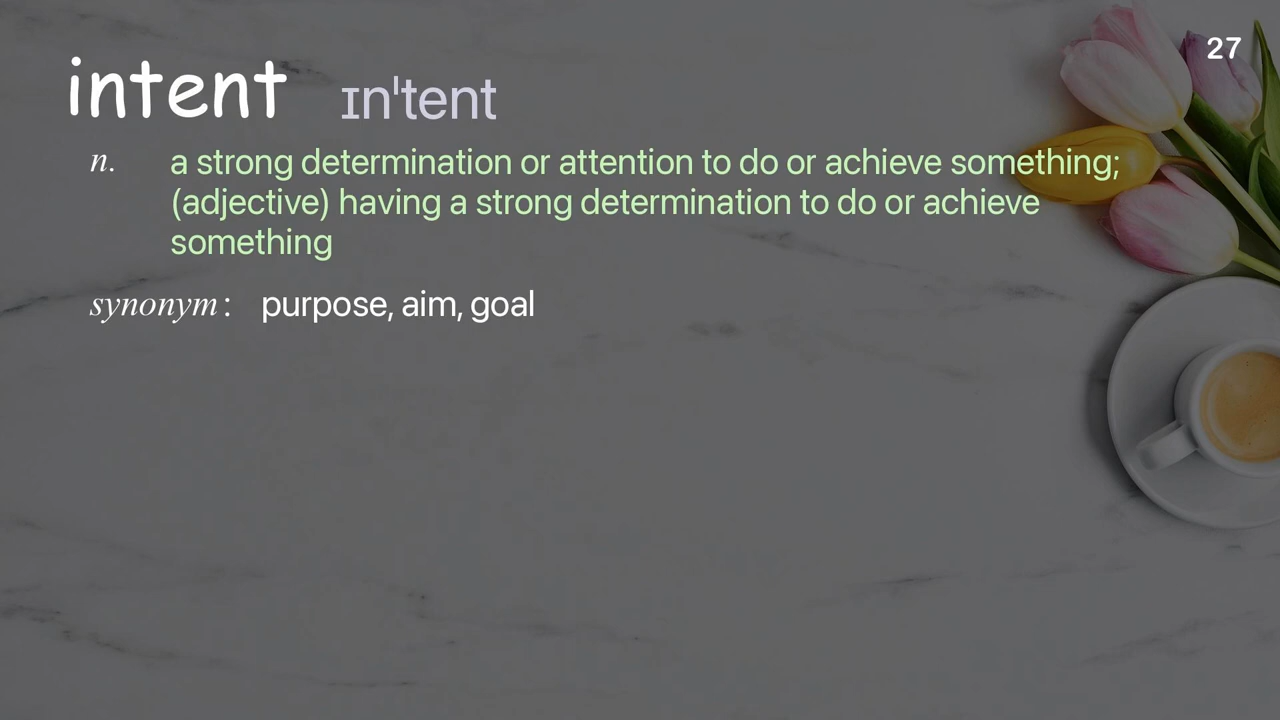 27
intent ɪn'tent
n. a strong determination or attention to do or achieve something;
(adjective) having a strong determination to do or achieve
something
synonym: purpose, aim, goal